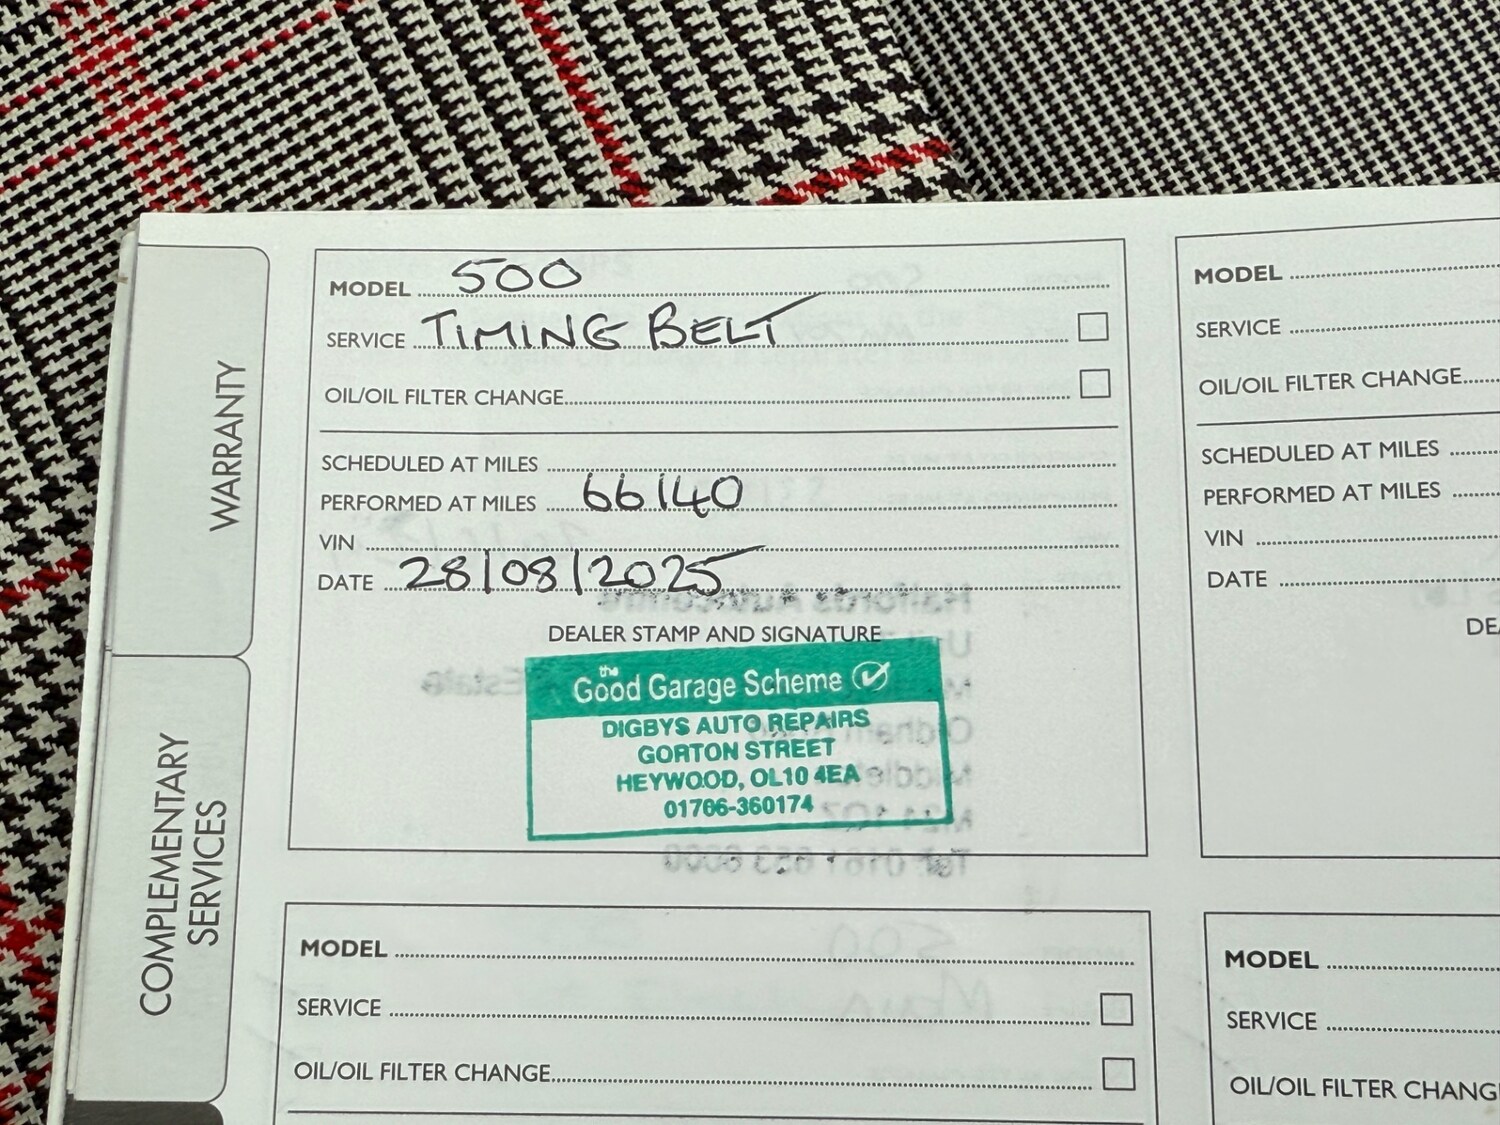 WARRANTY
COMPLEMENTARY
SERVICES
MODEL 500
SERVICE TIMING BELT
OIL/OIL FILTER CHANGE
SCHEDULED AT MILES
PERFORMED AT MILES 66140
VIN
DATE 28/08/2025
DEALER STAMP AND SIGNATURE
the
Good Garage Scheme
DIGBYS AUTO REPAIRS
GORTON STREET
HEYWOOD, OL10 4EA
01706-360174
MODEL
SERVICE
OIL/OIL FILTER CHANGE
SCHEDULED AT MILES
PERFORMED AT MILES
VIN
DATE
MODEL
SERVICE
OIL/OIL FILTER CHANGE
MODEL
SERVICE